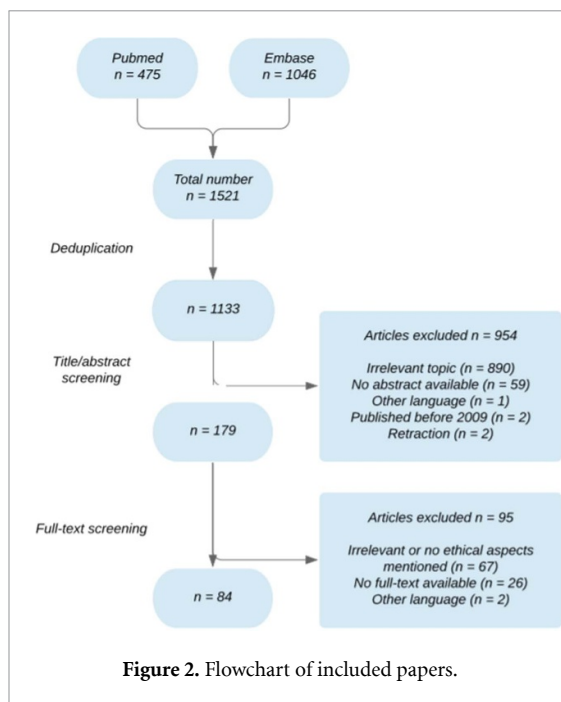 Pubmed
n = 475
Embase
n = 1046
Total number
n = 1521
Deduplication
n = 1133
Title/abstract
screening
Articles excluded n = 954
Irrelevant topic (n = 890)
No abstract available (n = 59)
Other language (n = 1)
Published before 2009 (n = 2)
Retraction (n = 2)
n = 179
Full-text screening
Articles excluded n = 95
Irrelevant or no ethical aspects
mentioned (n = 67)
No full-text available (n = 26)
Other language (n = 2)
n = 84
Figure 2. Flowchart of included papers.